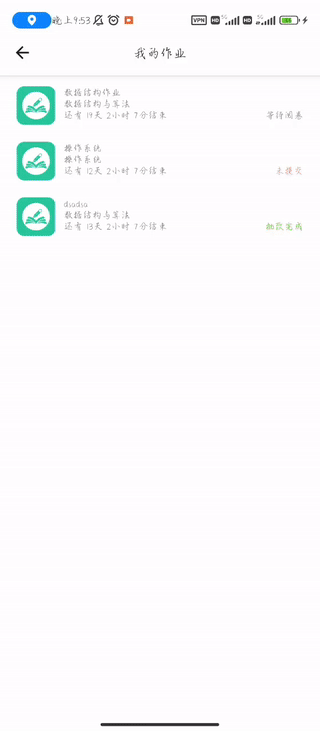 晚上9:53 VPN HD 5G HD 3G
我的作业
数据结构作业
数据结构与算法
还有 19天 2小时 7分结束 等待阅卷
操作系统
操作系统
还有 12天 2小时 7分结束 未提交
dsadsa
数据结构与算法
还有 13天 2小时 7分结束 批改完成